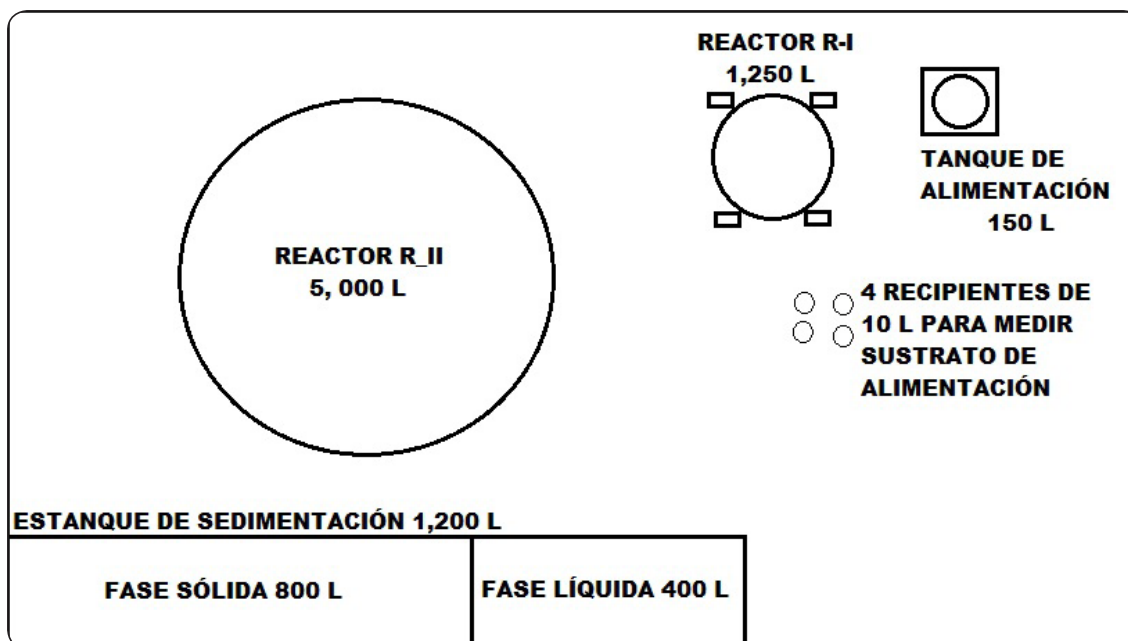 REACTOR R-I
1,250 L
TANQUE DE
ALIMENTACIÓN
150 L
REACTOR R_II
5, 000 L
4 RECIPIENTES DE
10 L PARA MEDIR
SUSTRATO DE
ALIMENTACIÓN
ESTANQUE DE SEDIMENTACIÓN 1,200 L
FASE SÓLIDA 800 L
FASE LÍQUIDA 400 L